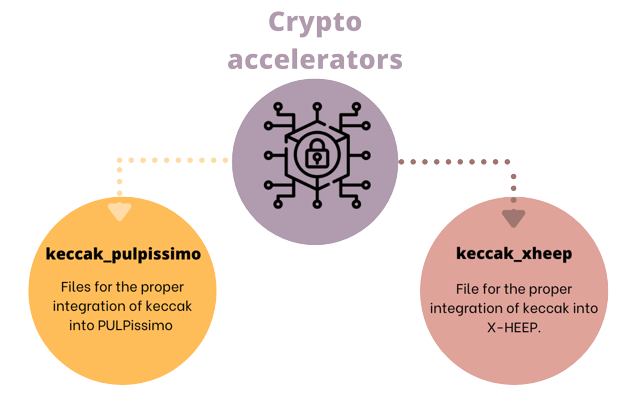 Crypto
accelerators
keccak_pulpissimo
Files for the proper
integration of keccak
into PULPissimo
keccak_xheep
File for the proper
integration of keccak into
X-HEEP.